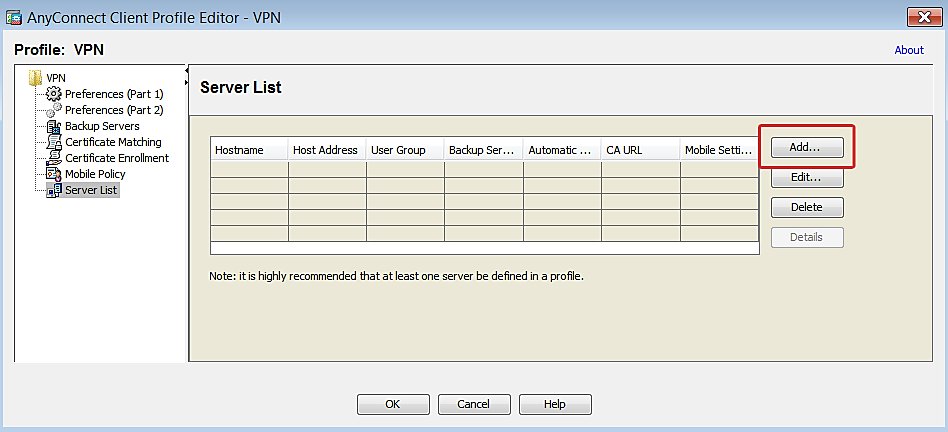 AnyConnect Client Profile Editor - VPN
Profile: VPN
About
VPN
Preferences (Part 1)
Preferences (Part 2)
Backup Servers
Certificate Matching
Certificate Enrollment
Mobile Policy
Server List
Server List
Hostname Host Address User Group Backup Ser... Automatic ... CA URL Mobile Setti...
Add...
Edit...
Delete
Details
Note: it is highly recommended that at least one server be defined in a profile.
OK Cancel Help